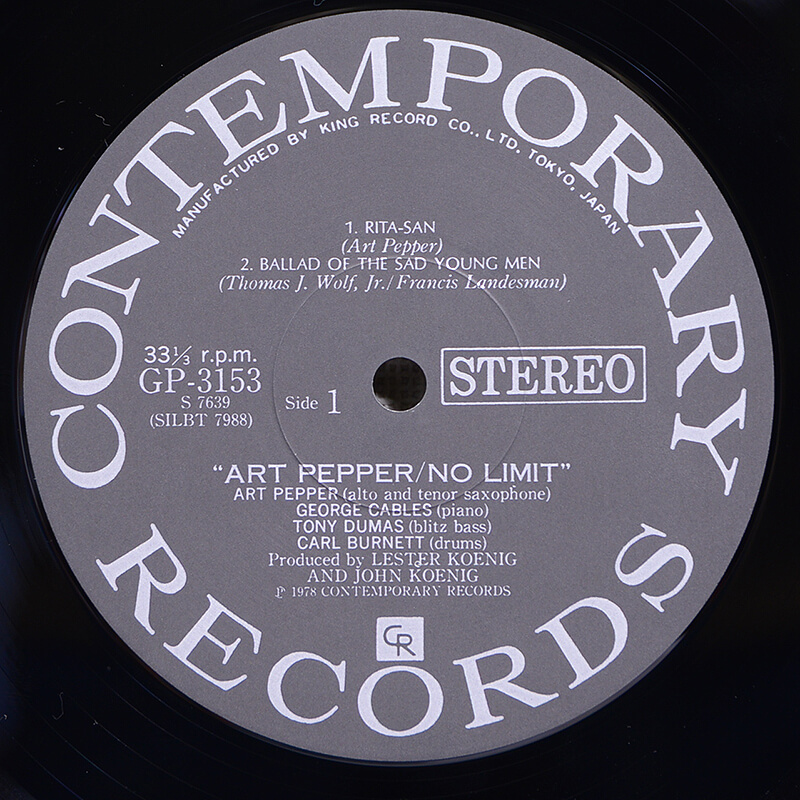 CONTEMPORARY
MANUFACTURED BY KING RECORD CO., LTD. TOKYO, JAPAN
1. RITA-SAN
(Art Pepper)
2. BALLAD OF THE SAD YOUNG MEN
(Thomas J. Wolf, Jr./Francis Landesman)
33⅓ r.p.m.
GP-3153
S 7639
(SILBT 7988)
Side 1
STEREO
"ART PEPPER/NO LIMIT"
ART PEPPER (alto and tenor saxophone)
GEORGE CABLES (piano)
TONY DUMAS (blitz bass)
CARL BURNETT (drums)
Produced by LESTER KOENIG
AND JOHN KOENIG
℗ 1978 CONTEMPORARY RECORDS
CR
RECORDS